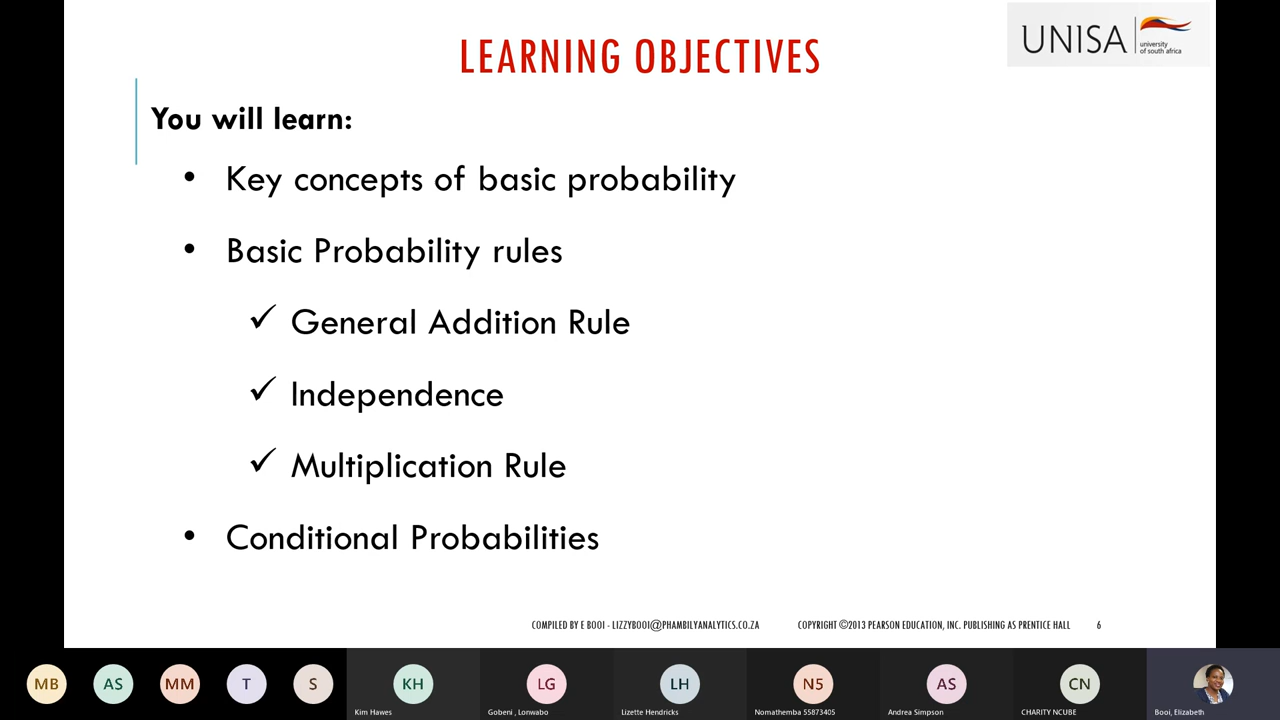 LEARNING OBJECTIVES
UNISA
university
of south africa
You will learn:
• Key concepts of basic probability
• Basic Probability rules
✓ General Addition Rule
✓ Independence
✓ Multiplication Rule
• Conditional Probabilities
COMPILED BY E BOOI - LIZZYBOOI@PHAMBILYANALYTICS.CO.ZA COPYRIGHT ©2013 PEARSON EDUCATION, INC. PUBLISHING AS PRENTICE HALL 6
MB AS MM T S KH LG LH N5 AS CN
Kim Hawes Gobeni , Lonwabo Lizette Hendricks Nomathemba 55873405 Andrea Simpson CHARITY NCUBE Booi, Elizabeth